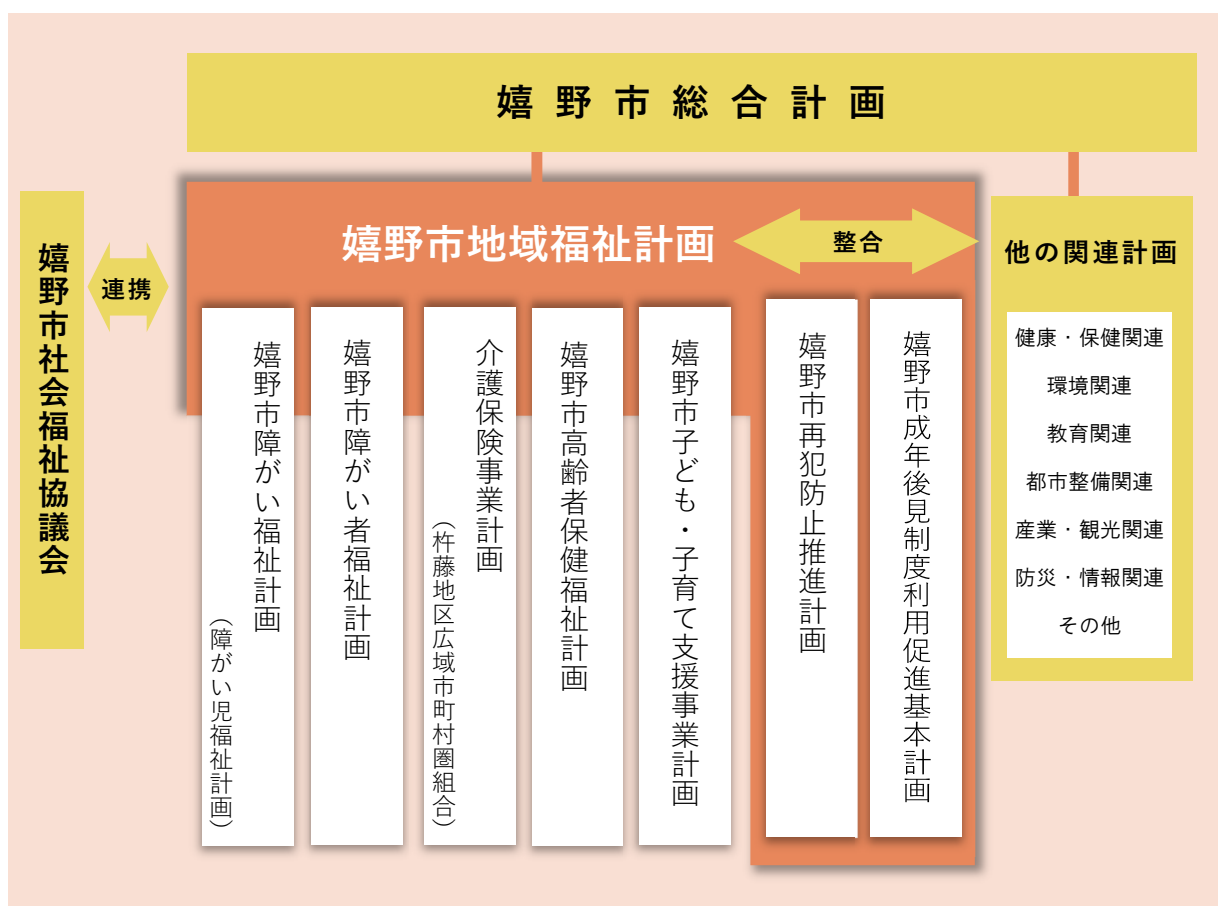 嬉野市総合計画
嬉野市社会福祉協議会
連携
嬉野市地域福祉計画
整合
他の関連計画
嬉野市障がい福祉計画
（障がい児福祉計画）
嬉野市障がい者福祉計画
介護保険事業計画
（杵藤地区広域市町村圏組合）
嬉野市高齢者保健福祉計画
嬉野市子ども・子育て支援事業計画
嬉野市再犯防止推進計画
嬉野市成年後見制度利用促進基本計画
健康・保健関連
環境関連
教育関連
都市整備関連
産業・観光関連
防災・情報関連
その他